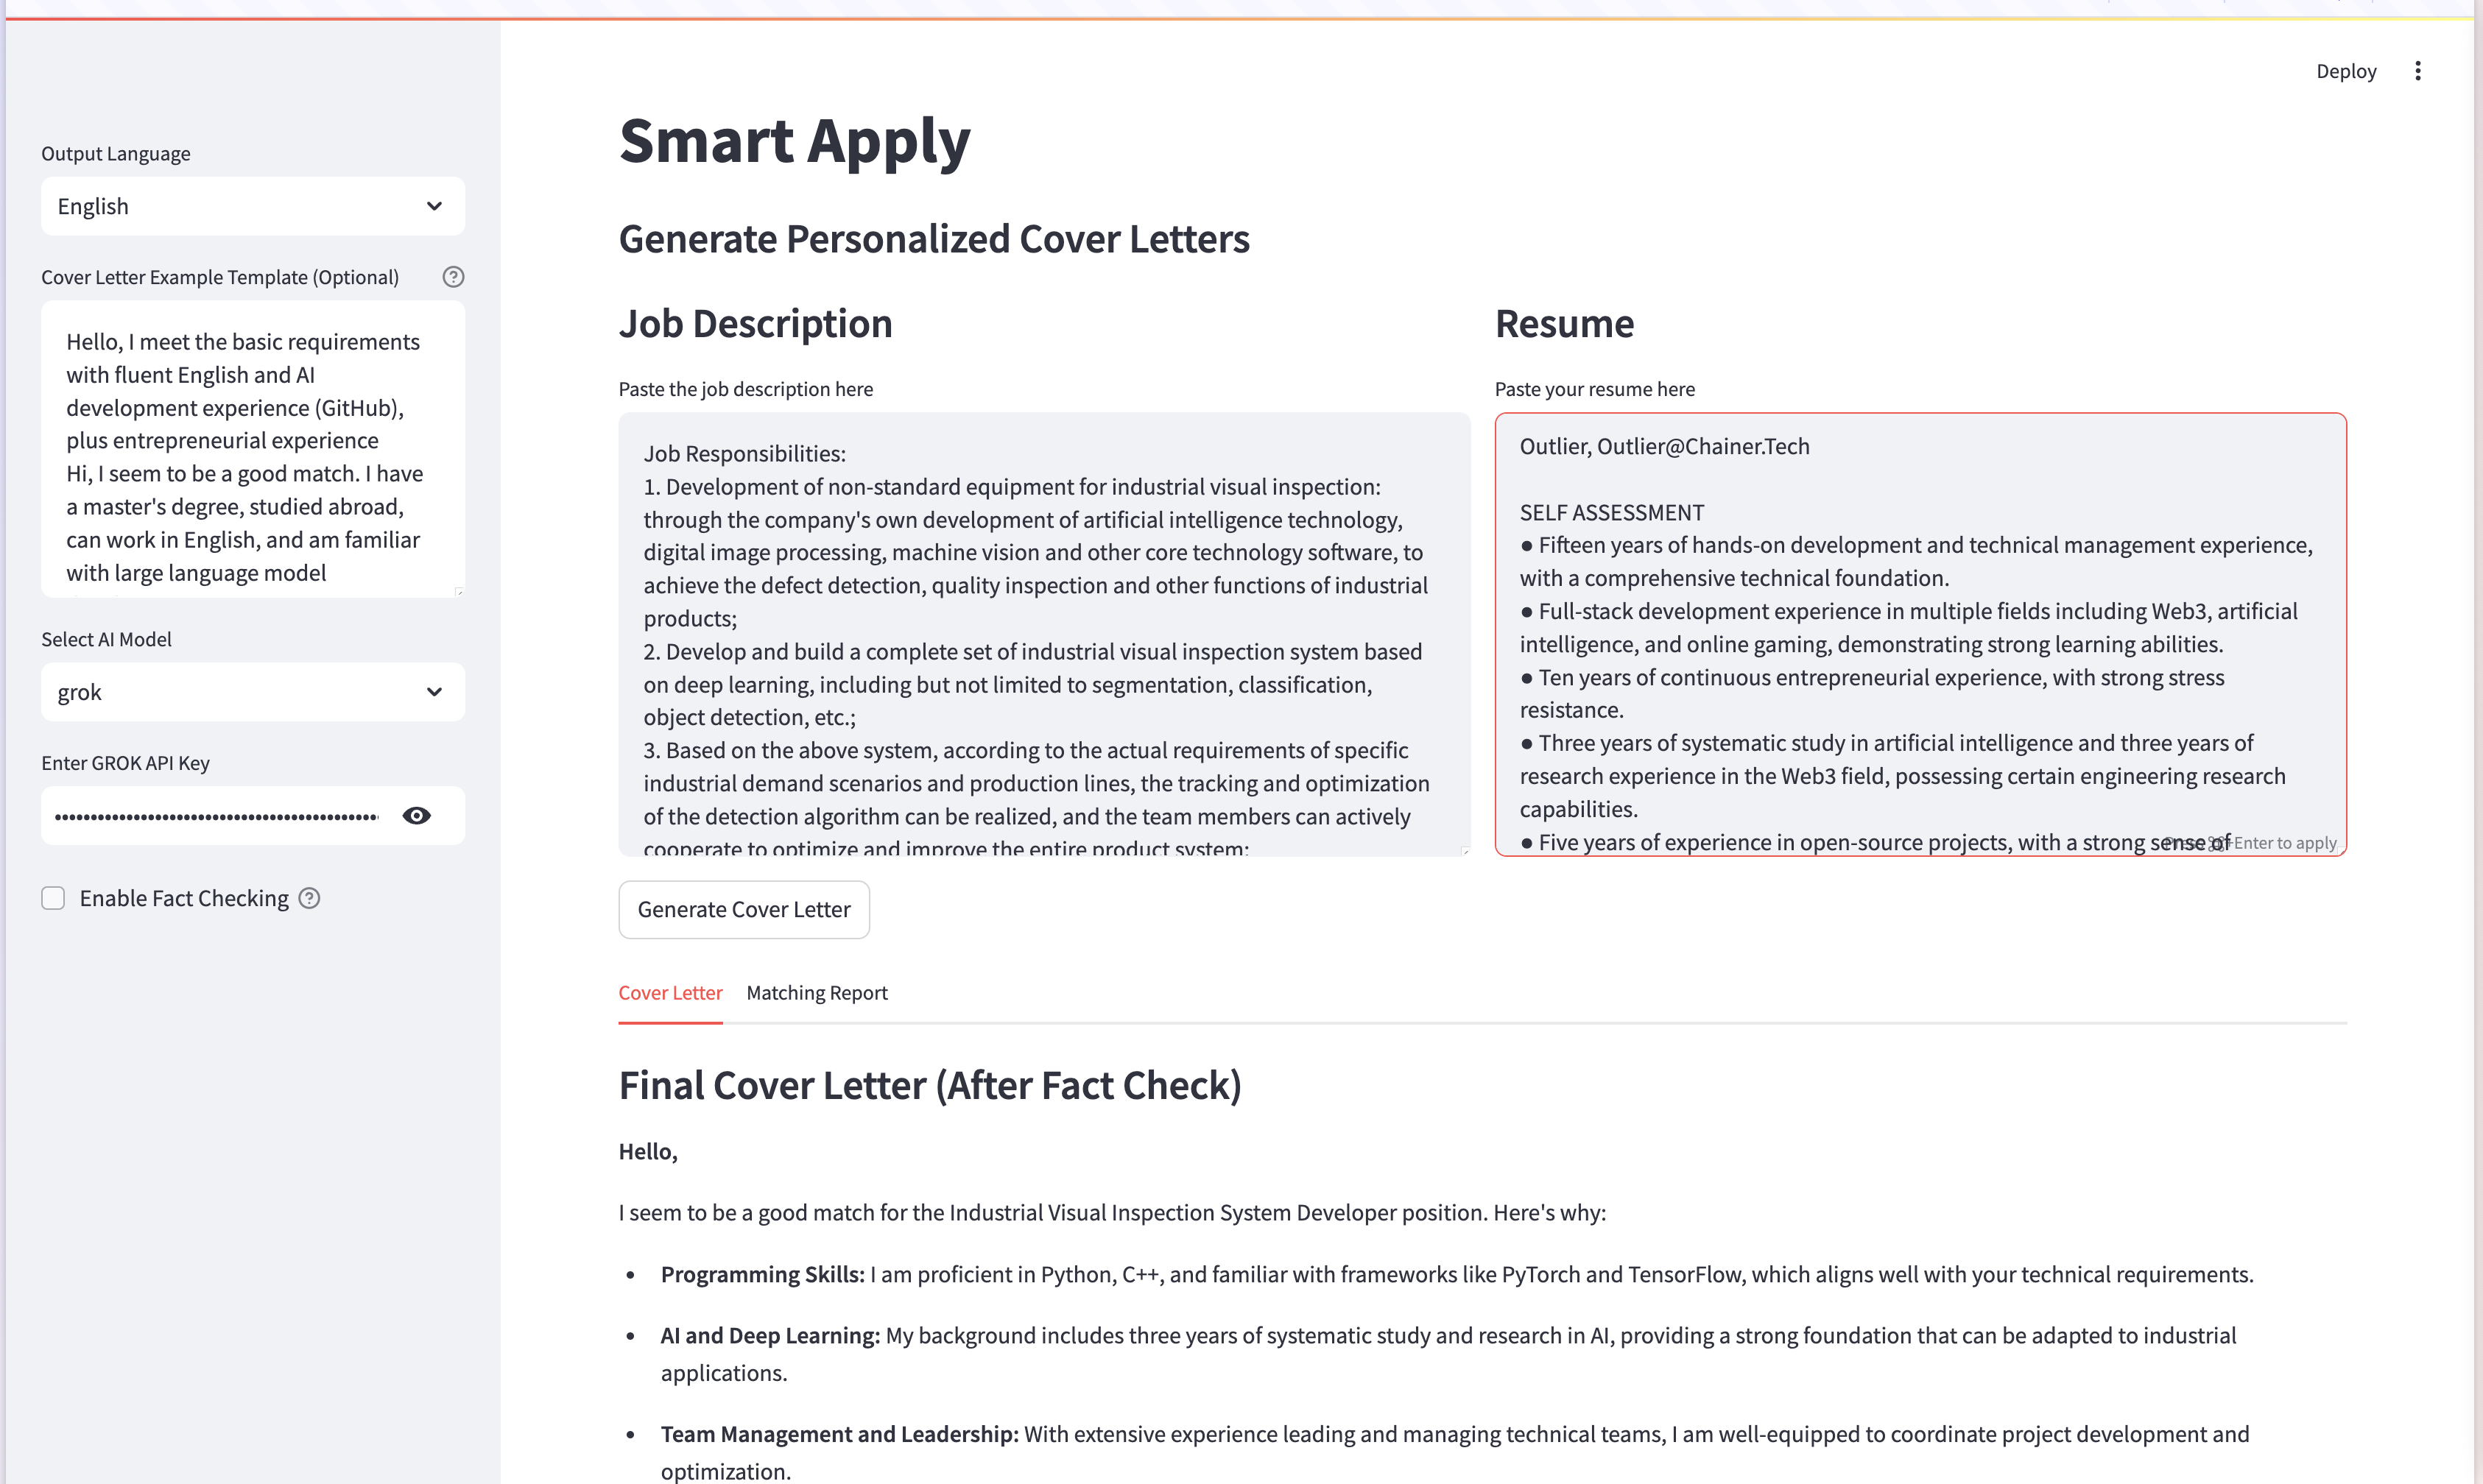 Deploy
Output Language
English
Cover Letter Example Template (Optional)
Hello, I meet the basic requirements
with fluent English and AI
development experience (GitHub),
plus entrepreneurial experience
Hi, I seem to be a good match. I have
a master's degree, studied abroad,
can work in English, and am familiar
with large language model
Select AI Model
grok
Enter GROK API Key
Enable Fact Checking
Smart Apply
Generate Personalized Cover Letters
Job Description
Paste the job description here
Job Responsibilities:
1. Development of non-standard equipment for industrial visual inspection:
through the company's own development of artificial intelligence technology,
digital image processing, machine vision and other core technology software, to
achieve the defect detection, quality inspection and other functions of industrial
products;
2. Develop and build a complete set of industrial visual inspection system based
on deep learning, including but not limited to segmentation, classification,
object detection, etc.;
3. Based on the above system, according to the actual requirements of specific
industrial demand scenarios and production lines, the tracking and optimization
of the detection algorithm can be realized, and the team members can actively
cooperate to optimize and improve the entire product system;
Resume
Paste your resume here
Outlier, Outlier@Chainer.Tech
SELF ASSESSMENT
● Fifteen years of hands-on development and technical management experience,
with a comprehensive technical foundation.
● Full-stack development experience in multiple fields including Web3, artificial
intelligence, and online gaming, demonstrating strong learning abilities.
● Ten years of continuous entrepreneurial experience, with strong stress
resistance.
● Three years of systematic study in artificial intelligence and three years of
research experience in the Web3 field, possessing certain engineering research
capabilities.
● Five years of experience in open-source projects, with a strong sense of
Press ⌘+Enter to apply
Generate Cover Letter
Cover Letter Matching Report
Final Cover Letter (After Fact Check)
Hello,
I seem to be a good match for the Industrial Visual Inspection System Developer position. Here's why:
• Programming Skills: I am proficient in Python, C++, and familiar with frameworks like PyTorch and TensorFlow, which aligns well with your technical requirements.
• AI and Deep Learning: My background includes three years of systematic study and research in AI, providing a strong foundation that can be adapted to industrial
applications.
• Team Management and Leadership: With extensive experience leading and managing technical teams, I am well-equipped to coordinate project development and
optimization.